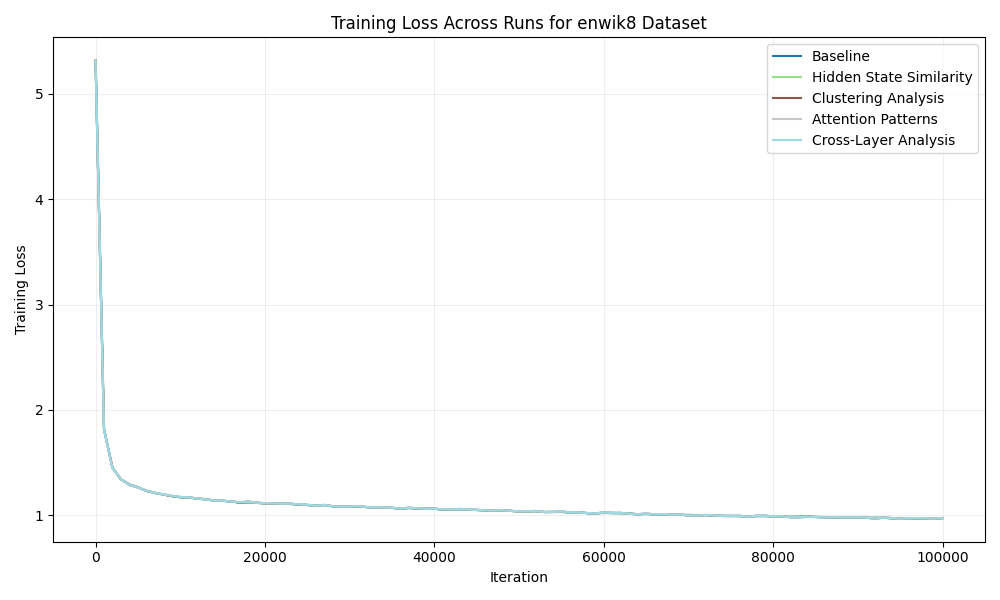 Training Loss Across Runs for enwik8 Dataset
Baseline
Hidden State Similarity
Clustering Analysis
Attention Patterns
Cross-Layer Analysis
Training Loss
5
4
3
2
1
0
20000
40000
60000
80000
100000
Iteration